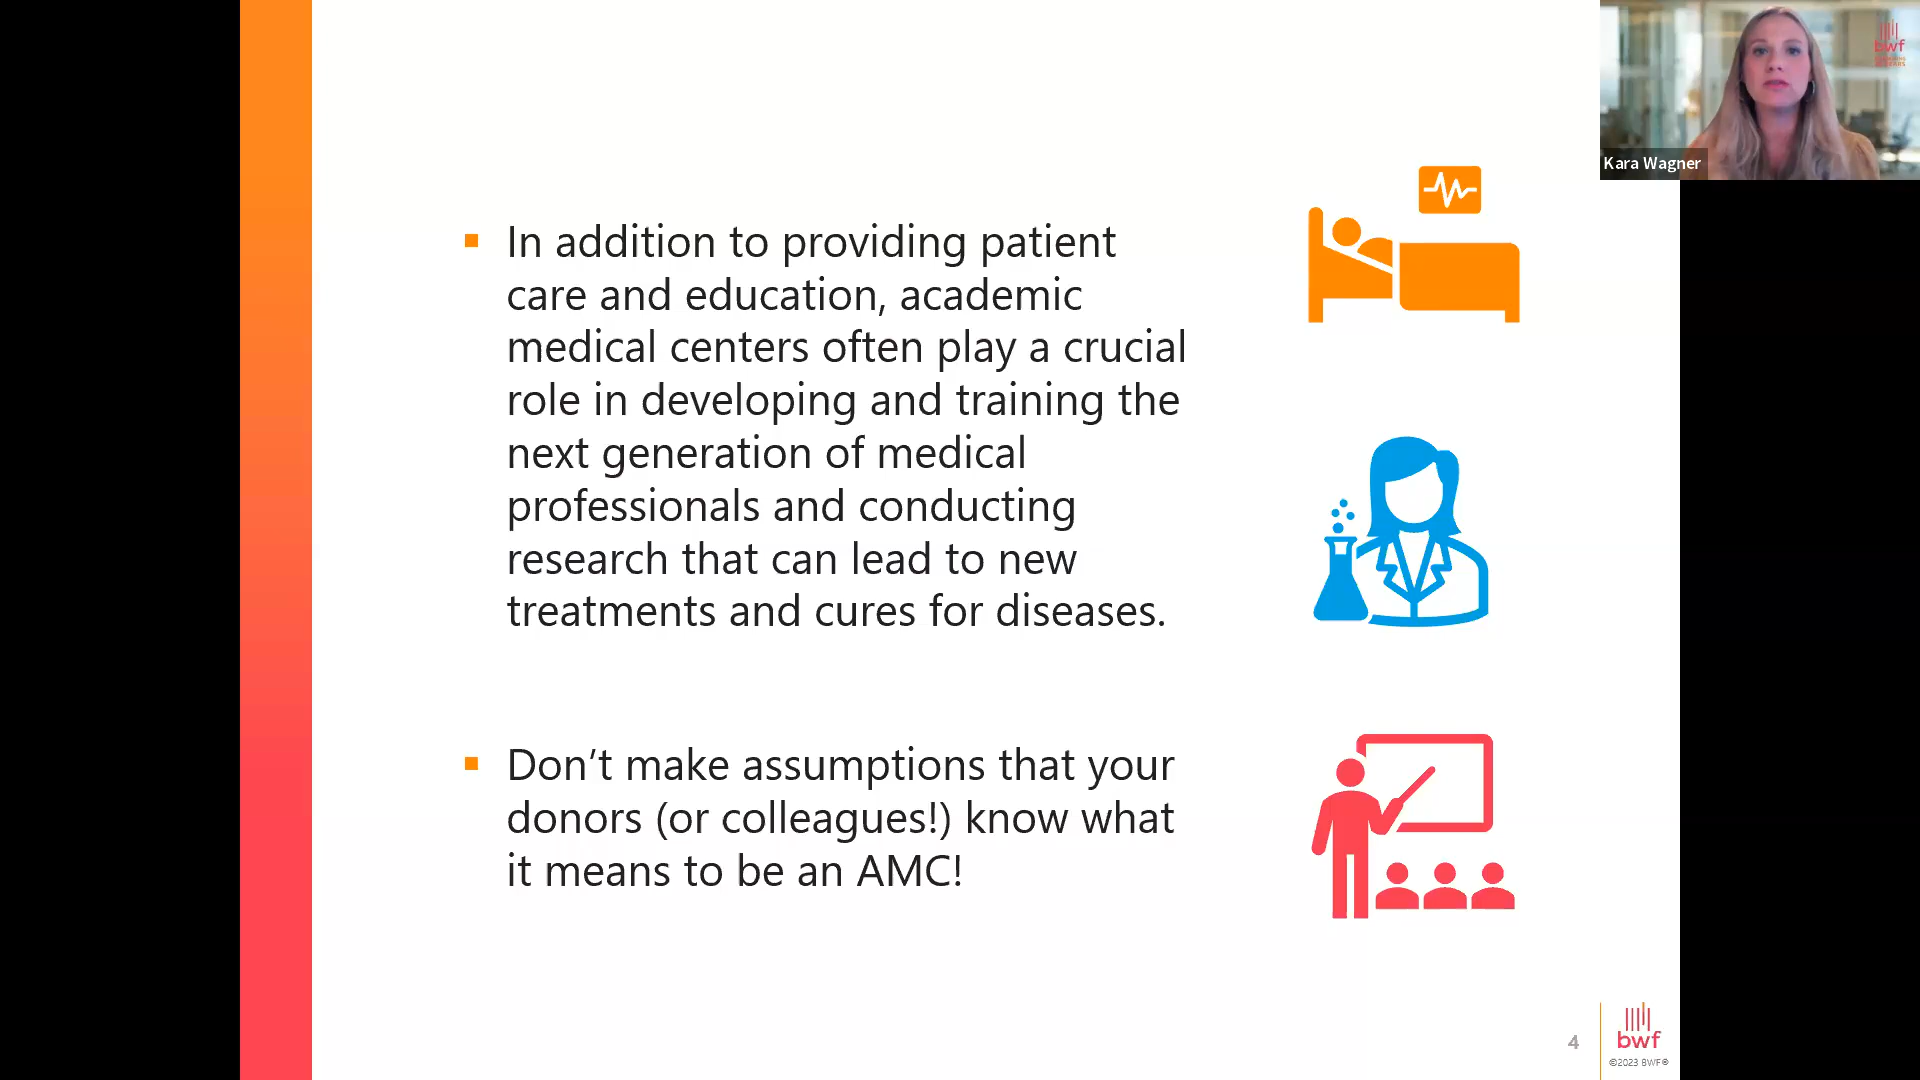 bwf
Kara Wagner
In addition to providing patient
care and education, academic
medical centers often play a crucial
role in developing and training the
next generation of medical
professionals and conducting
research that can lead to new
treatments and cures for diseases.
Don’t make assumptions that your
donors (or colleagues!) know what
it means to be an AMC!
4
bwf
©2023 BWF®